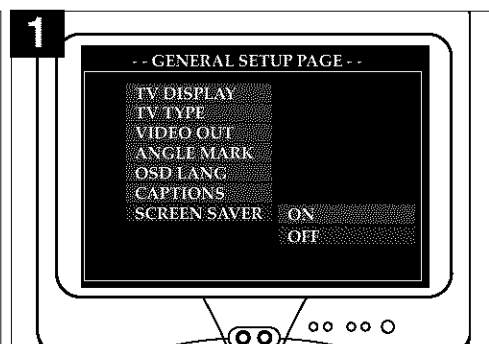 1
- - GENERAL SETUP PAGE - -
TV DISPLAY
TV TYPE
VIDEO OUT
ANGLE MARK
OSD LANG
CAPTIONS
SCREEN SAVER ON
OFF